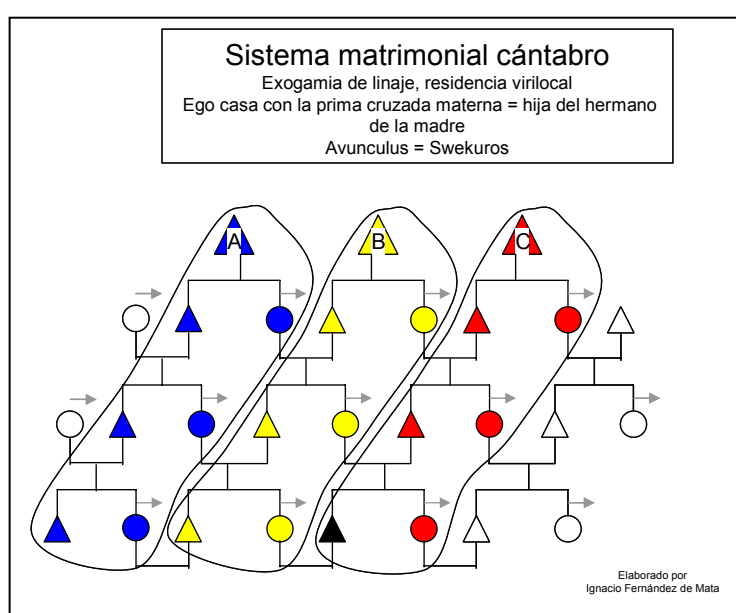 Sistema matrimonial cántabro
Exogamia de linaje, residencia virilocal
Ego casa con la prima cruzada materna = hija del hermano
de la madre
Avunculus = Swekuros
A
B
C
Elaborado por
Ignacio Fernández de Mata